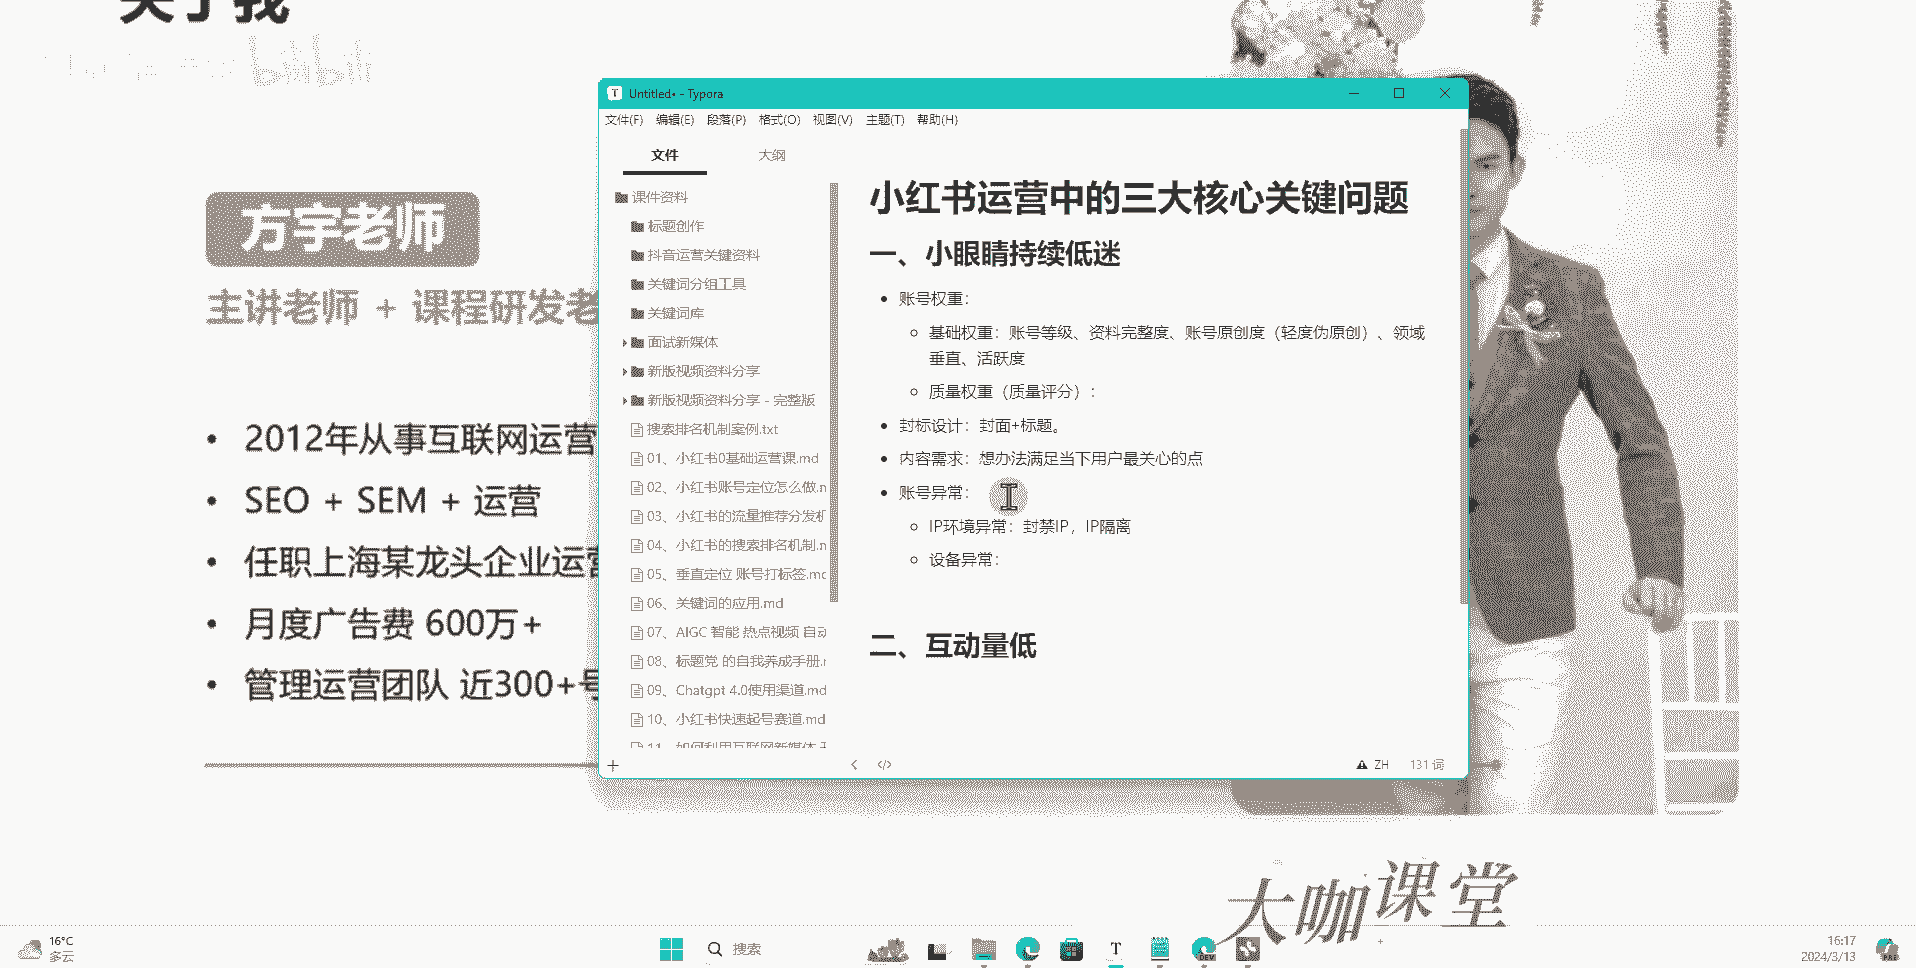 关于我
bilibili
方宇老师
主讲老师 + 课程研发老
• 2012年从事互联网运营
• SEO + SEM + 运营
• 任职上海某龙头企业运营
• 月度广告费 600万+
• 管理运营团队 近300+号
Untitled• - Typora
文件(F) 编辑(E) 段落(P) 格式(O) 视图(V) 主题(T) 帮助(H)
文件 大纲
课件资料
标题创作
抖音运营关键资料
关键词分组工具
关键词库
面试新媒体
新版视频资料分享
新版视频资料分享 - 完整版
搜索排名机制案例.txt
01、小红书0基础运营课.md
02、小红书账号定位怎么做.n
03、小红书的流量推荐分发机
04、小红书的搜索排名机制.n
05、垂直定位 账号打标签.mc
06、关键词的应用.md
07、AIGC 智能 热点视频 自动
08、标题党 的自我养成手册.r
09、Chatgpt 4.0使用渠道.md
10、小红书快速起号赛道.md
11、如何利用互联网新媒体
小红书运营中的三大核心关键问题
一、小眼睛持续低迷
• 账号权重：
基础权重：账号等级、资料完整度、账号原创度（轻度伪原创）、领域
垂直、活跃度
质量权重（质量评分）：
• 封标设计：封面+标题。
• 内容需求：想办法满足当下用户最关心的点
• 账号异常：
IP环境异常：封禁IP，IP隔离
设备异常：
二、互动量低
ZH 131 词
大咖课堂
16°C
多云
搜索
T
DEV
16:17
2024/3/13
PRE